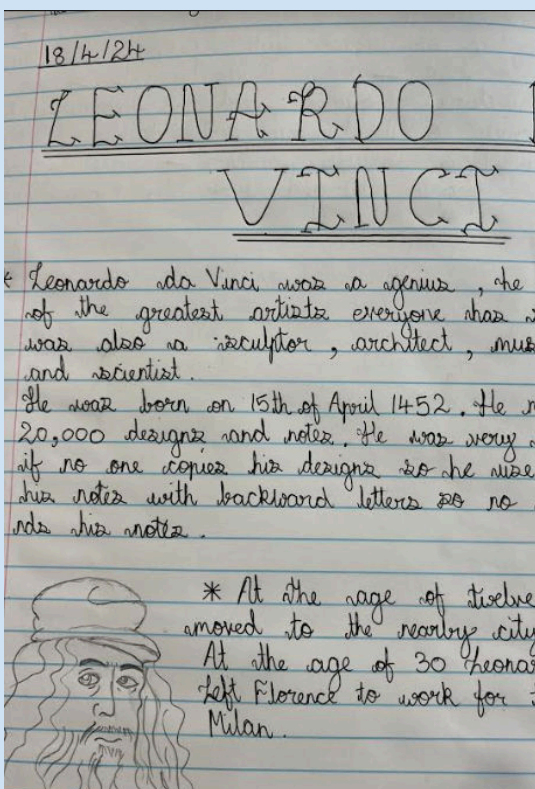 18/4/24
LEONARDO
VINCI
* Leonardo da Vinci was a genius, he
of the greatest artists everyone has
was also a sculptor, architect,
and scientist.
He was born on 15th of April 1452. He
20,000 designs and notes. He was very
if no one copies his designs so he
his notes with backward letters so no
his notes.
* At the age of twelve
moved to the nearby city
At the age of 30
left Florence to work for
Milan.